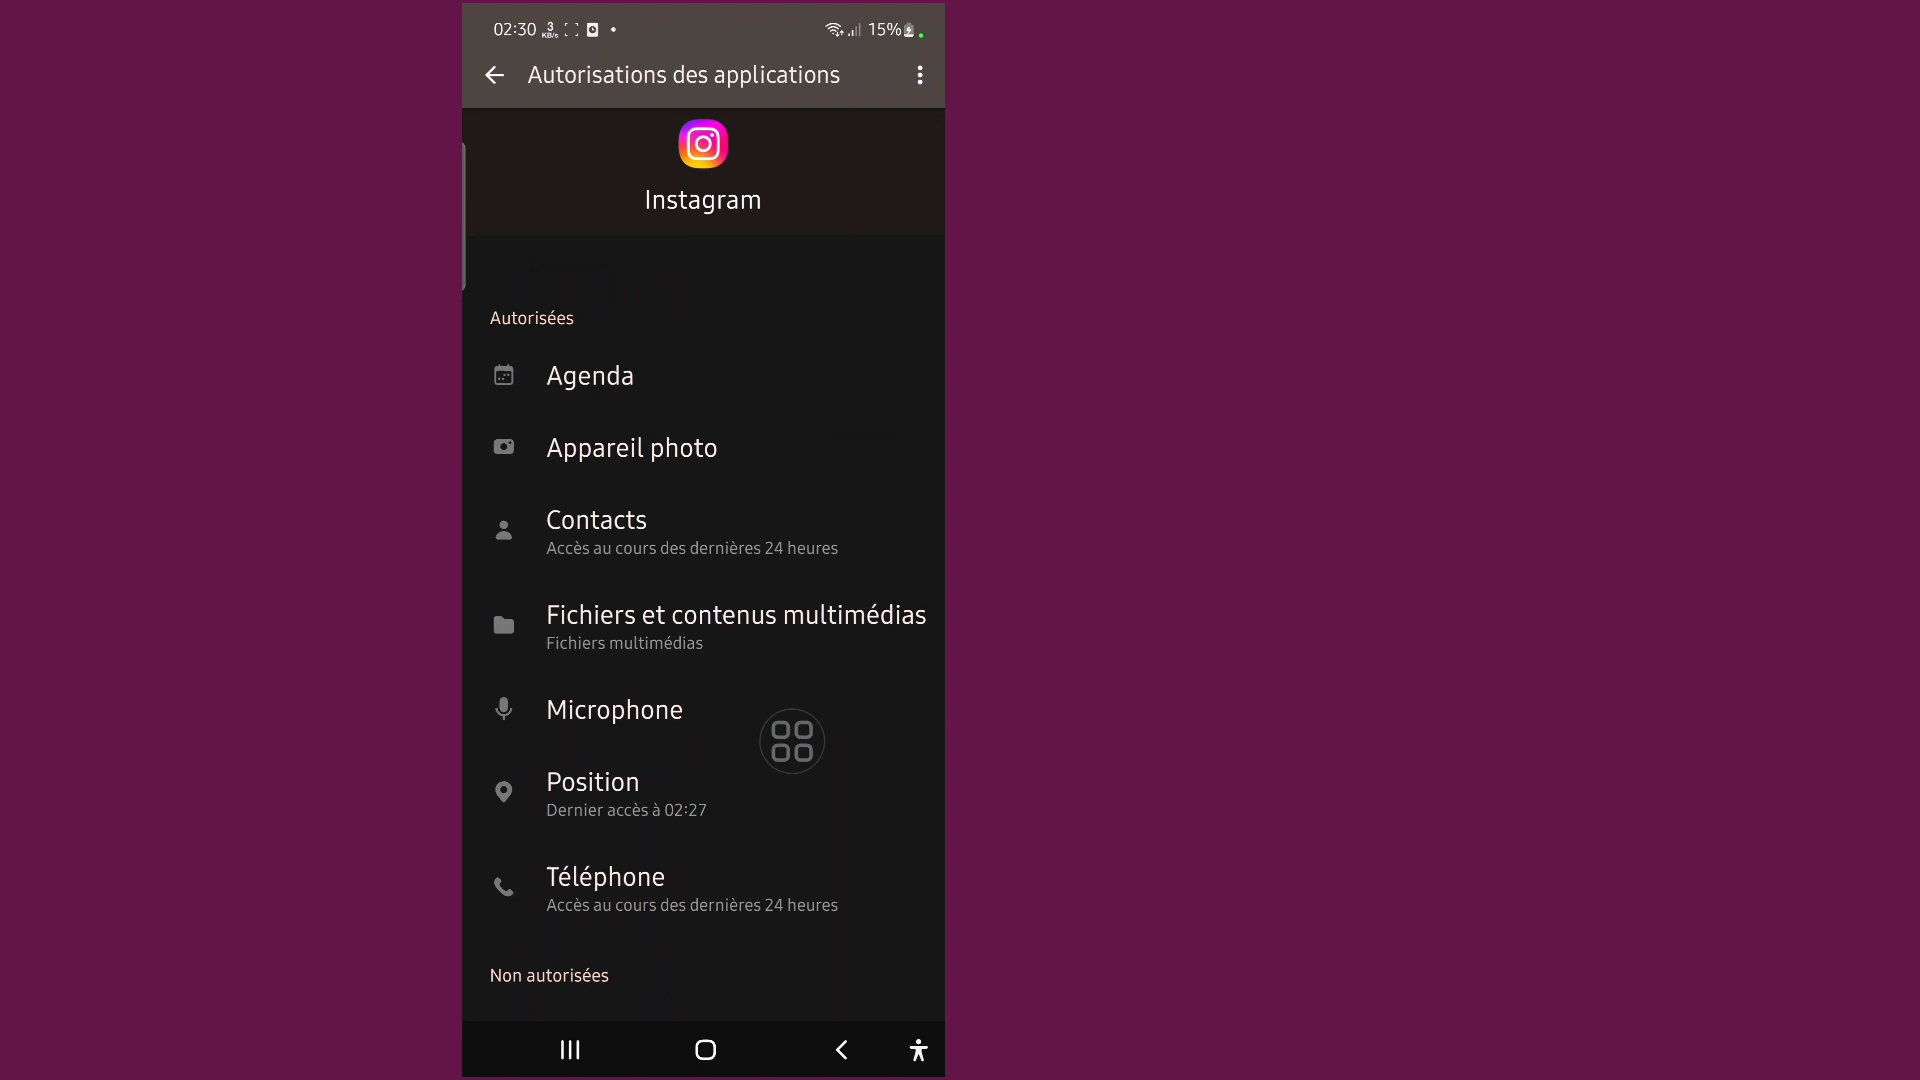 02:30 3 KB/s 15%
Autorisations des applications
Instagram
Autorisées
Agenda
Appareil photo
Contacts
Accès au cours des dernières 24 heures
Fichiers et contenus multimédias
Fichiers multimédias
Microphone
Position
Dernier accès à 02:27
Téléphone
Accès au cours des dernières 24 heures
Non autorisées